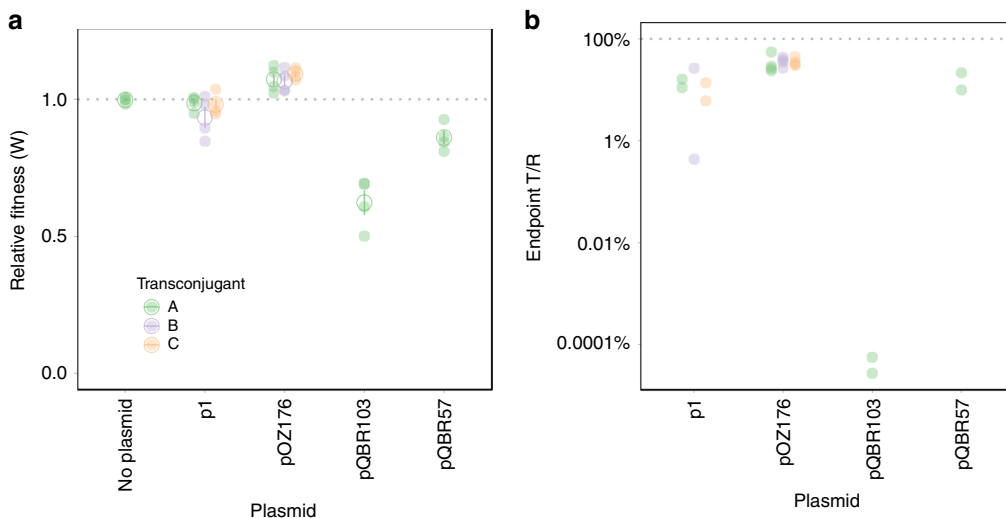 a
Relative fitness (W)
1.0
0.5
0.0
Transconjugant
A
B
C
No plasmid
p1
pOZ176
pQBR103
pQBR57
Plasmid
b
Endpoint T/R
100%
1%
0.01%
0.0001%
p1
pOZ176
pQBR103
pQBR57
Plasmid